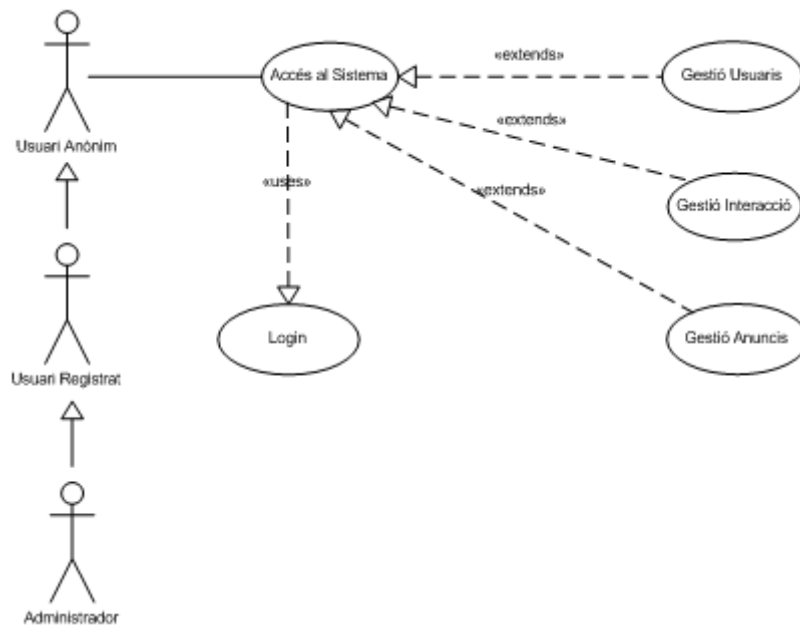 Accés al Sistema
«extends»
Gestió Usuaris
Usuari Anònim
«extends»
«uses»
«extends»
Gestió Interacció
Login
Gestió Anuncis
Usuari Registrat
Administrador